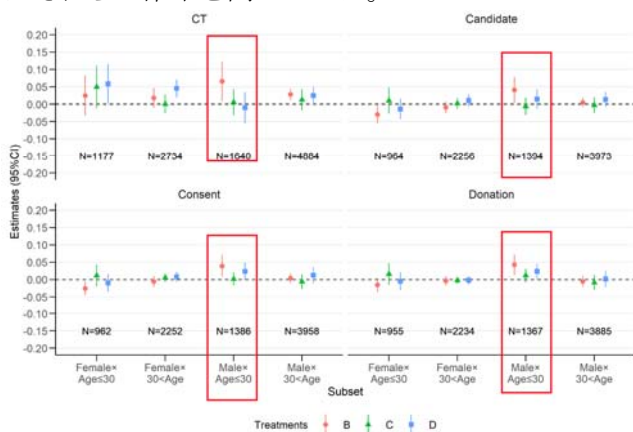 CT
Candidate
0.20
0.15
0.10
0.05
0.00
-0.05
-0.10
-0.15
-0.20
N=1177 N=2734 N=1640 N=4884
N=964 N=2256 N=1394 N=3973
Consent
Donation
0.20
0.15
0.10
0.05
0.00
-0.05
-0.10
-0.15
-0.20
N=962 N=2252 N=1386 N=3958
N=955 N=2234 N=1367 N=3885
Estimates (95%CI)
Female× Female× Male× Male×
Age≤30 30<Age Age≤30 30<Age
Female× Female× Male× Male×
Age≤30 30<Age Age≤30 30<Age
Subset
Treatments B C D